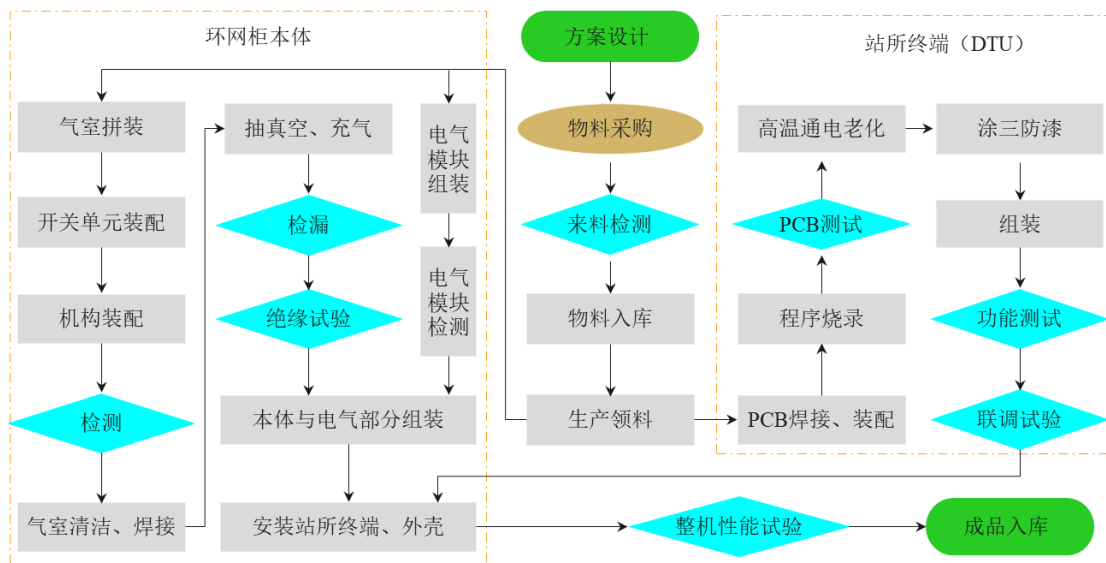 环网柜本体
方案设计
站所终端（DTU）
气室拼装
抽真空、充气
电气
模块
组装
物料采购
高温通电老化
涂三防漆
开关单元装配
检漏
来料检测
PCB测试
组装
机构装配
绝缘试验
电气
模块
检测
物料入库
程序烧录
功能测试
检测
本体与电气部分组装
生产领料
PCB焊接、装配
联调试验
气室清洁、焊接
安装站所终端、外壳
整机性能试验
成品入库